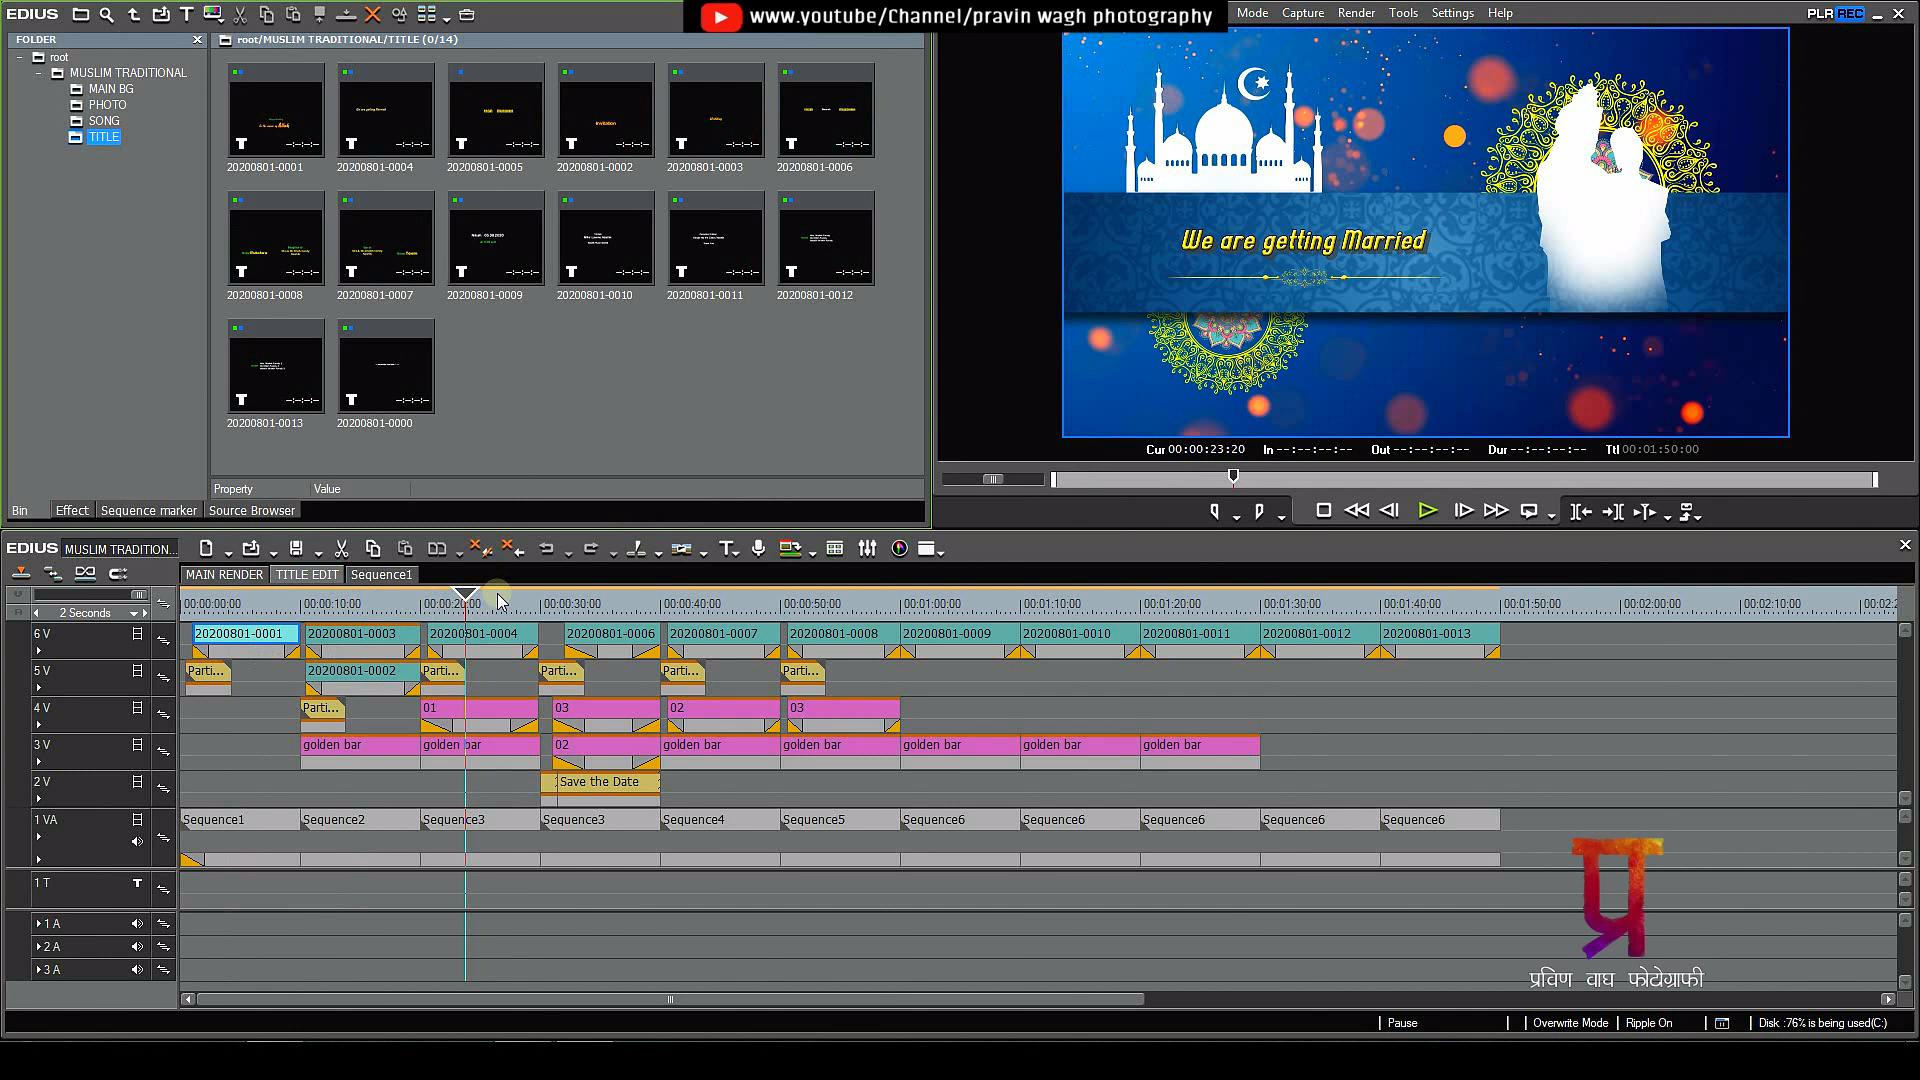 EDIUS
www.youtube/Channel/pravin wagh photography
Mode Capture Render Tools Settings Help
PLR REC
FOLDER
root
MUSLIM TRADITIONAL
MAIN BG
PHOTO
SONG
TITLE
root/MUSLIM TRADITIONAL/TITLE (0/14)
20200801-0001 20200801-0004 20200801-0005 20200801-0002 20200801-0003 20200801-0006
20200801-0008 20200801-0007 20200801-0009 20200801-0010 20200801-0011 20200801-0012
20200801-0013 20200801-0000
Property Value
Bin Effect Sequence marker Source Browser
We are getting Married
Cur 00:00:23:20 In --:--:--:-- Out --:--:--:-- Dur --:--:--:-- Ttl 00:01:50:00
EDIUS MUSLIM TRADITION...
MAIN RENDER TITLE EDIT Sequence1
2 Seconds
00:00:00:00 00:00:10:00 00:00:20:00 00:00:30:00 00:00:40:00 00:00:50:00 00:01:00:00 00:01:10:00 00:01:20:00 00:01:30:00 00:01:40:00 00:01:50:00 00:02:00:00 00:02:10:00 00:02:2
6 V 20200801-0001 20200801-0003 20200801-0004 20200801-0006 20200801-0007 20200801-0008 20200801-0009 20200801-0010 20200801-0011 20200801-0012 20200801-0013
5 V Parti... 20200801-0002 Parti... Parti... Parti... Parti...
4 V Parti... 01 03 02 03
3 V golden bar golden bar 02 golden bar golden bar golden bar golden bar golden bar
2 V Save the Date
1 VA Sequence1 Sequence2 Sequence3 Sequence3 Sequence4 Sequence5 Sequence6 Sequence6 Sequence6 Sequence6 Sequence6
1 T T
1 A
2 A
3 A
प्र
प्रविण वाघ फोटोग्राफी
Pause Overwrite Mode Ripple On Disk :76% is being used(C:)